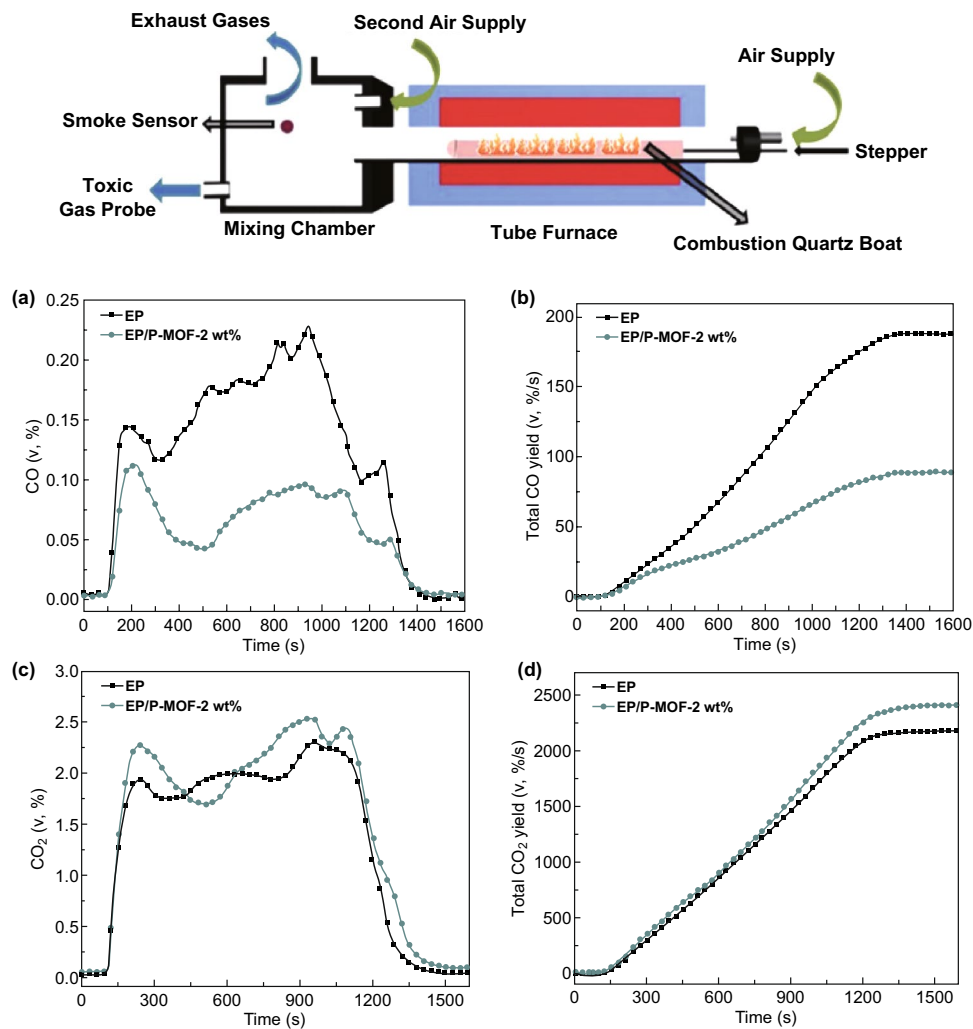 Exhaust Gases
Second Air Supply
Air Supply
Smoke Sensor
Stepper
Toxic
Gas Probe
Mixing Chamber
Tube Furnace
Combustion Quartz Boat
(a)
EP
EP/P-MOF-2 wt%
CO (v, %)
0.25
0.20
0.15
0.10
0.05
0.00
0 200 400 600 800 1000 1200 1400 1600
Time (s)
(b)
EP
EP/P-MOF-2 wt%
Total CO yield (v, %/s)
200
150
100
50
0
0 200 400 600 800 1000 1200 1400 1600
Time (s)
(c)
EP
EP/P-MOF-2 wt%
CO₂ (v, %)
3.0
2.5
2.0
1.5
1.0
0.5
0.0
0 300 600 900 1200 1500
Time (s)
(d)
EP
EP/P-MOF-2 wt%
Total CO₂ yield (v, %/s)
2500
2000
1500
1000
500
0
0 300 600 900 1200 1500
Time (s)